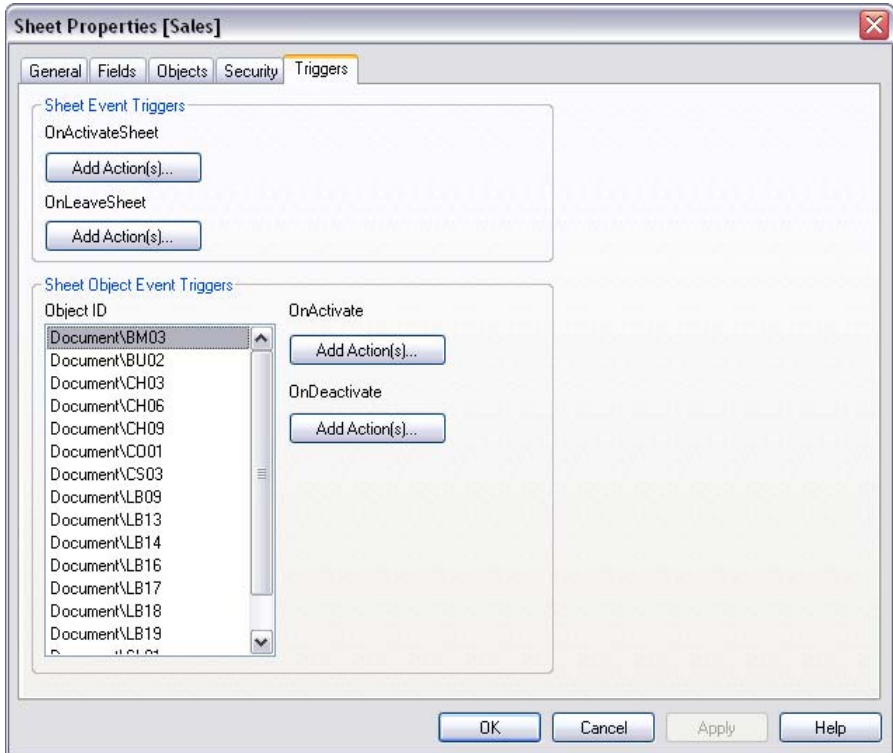 Sheet Properties [Sales]
General Fields Objects Security Triggers
Sheet Event Triggers
OnActivateSheet
Add Action(s)...
OnLeaveSheet
Add Action(s)...
Sheet Object Event Triggers
Object ID
Document\BM03
Document\BU02
Document\CH03
Document\CH06
Document\CH09
Document\CO01
Document\CS03
Document\LB09
Document\LB13
Document\LB14
Document\LB16
Document\LB17
Document\LB18
Document\LB19
OnActivate
Add Action(s)...
OnDeactivate
Add Action(s)...
OK Cancel Apply Help